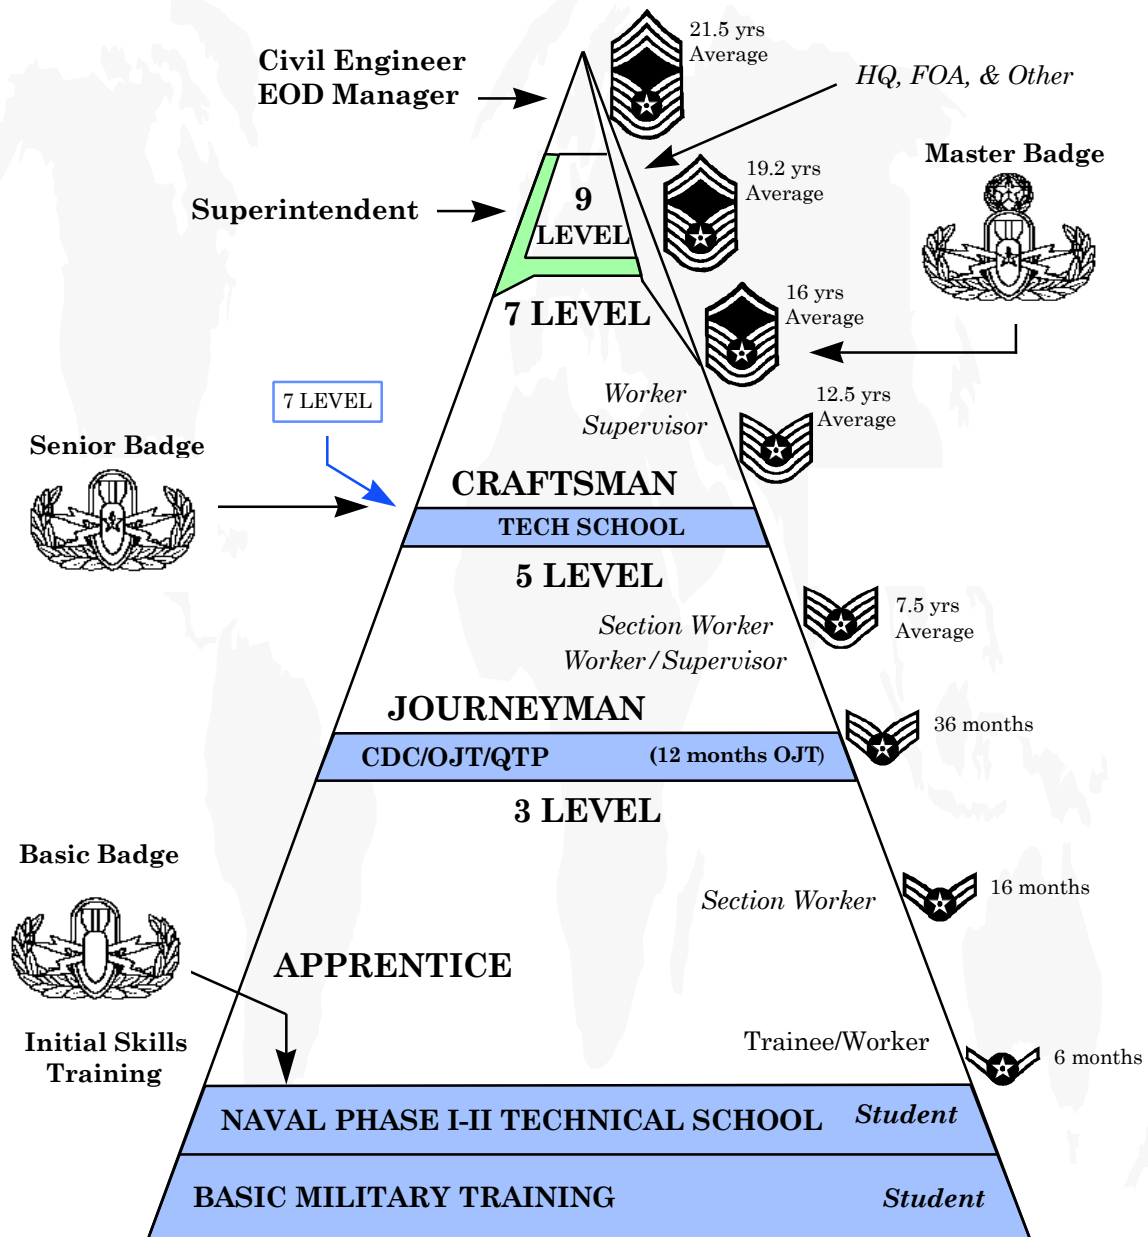 21.5 yrs
Average
Civil Engineer
EOD Manager
HQ, FOA, & Other
Master Badge
19.2 yrs
Average
Superintendent
9
LEVEL
16 yrs
Average
7 LEVEL
Worker
Supervisor
12.5 yrs
Average
7 LEVEL
Senior Badge
CRAFTSMAN
TECH SCHOOL
5 LEVEL
Section Worker
Worker/Supervisor
7.5 yrs
Average
JOURNEYMAN
36 months
CDC/OJT/QTP (12 months OJT)
3 LEVEL
Basic Badge
Section Worker
16 months
APPRENTICE
Initial Skills
Training
Trainee/Worker
6 months
NAVAL PHASE I-II TECHNICAL SCHOOL Student
BASIC MILITARY TRAINING Student